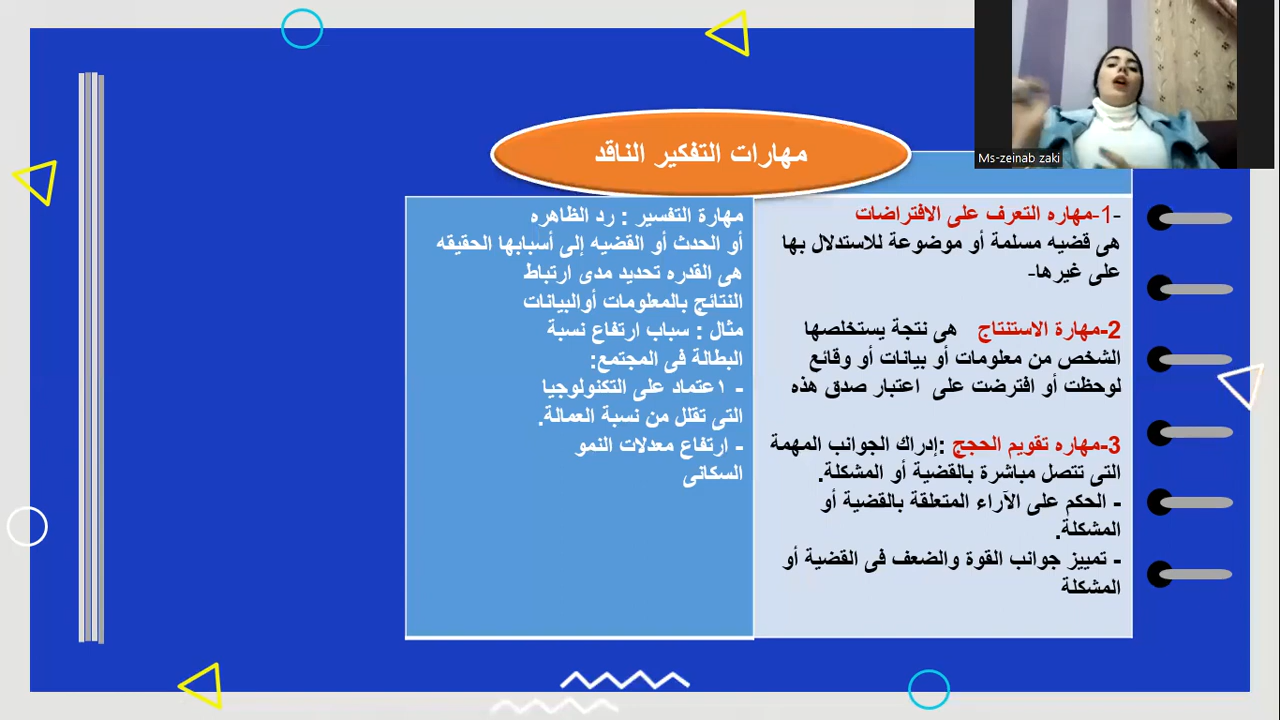 مهارات التفكير الناقد
Ms-zeinab zaki
-1-مهاره التعرف على الافتراضات
هى قضيه مسلمة أو موضوعة للاستدلال بها
على غيرها-
2-مهارة الاستنتاج هى نتجة يستخلصها
الشخص من معلومات أو بيانات أو وقائع
لوحظت أو افترضت على اعتبار صدق هذه
3-مهاره تقويم الحجج :إدراك الجوانب المهمة
التى تتصل مباشرة بالقضية أو المشكلة.
- الحكم على الآراء المتعلقة بالقضية أو
المشكلة.
- تمييز جوانب القوة والضعف فى القضية أو
المشكلة
مهارة التفسير : رد الظاهره
أو الحدث أو القضيه إلى أسبابها الحقيقه
هى القدره تحديد مدى ارتباط
النتائج بالمعلومات أوالبيانات
مثال : سباب ارتفاع نسبة
البطالة فى المجتمع:
- ١عتماد على التكنولوجيا
التى تقلل من نسبة العمالة.
- ارتفاع معدلات النمو
السكانى